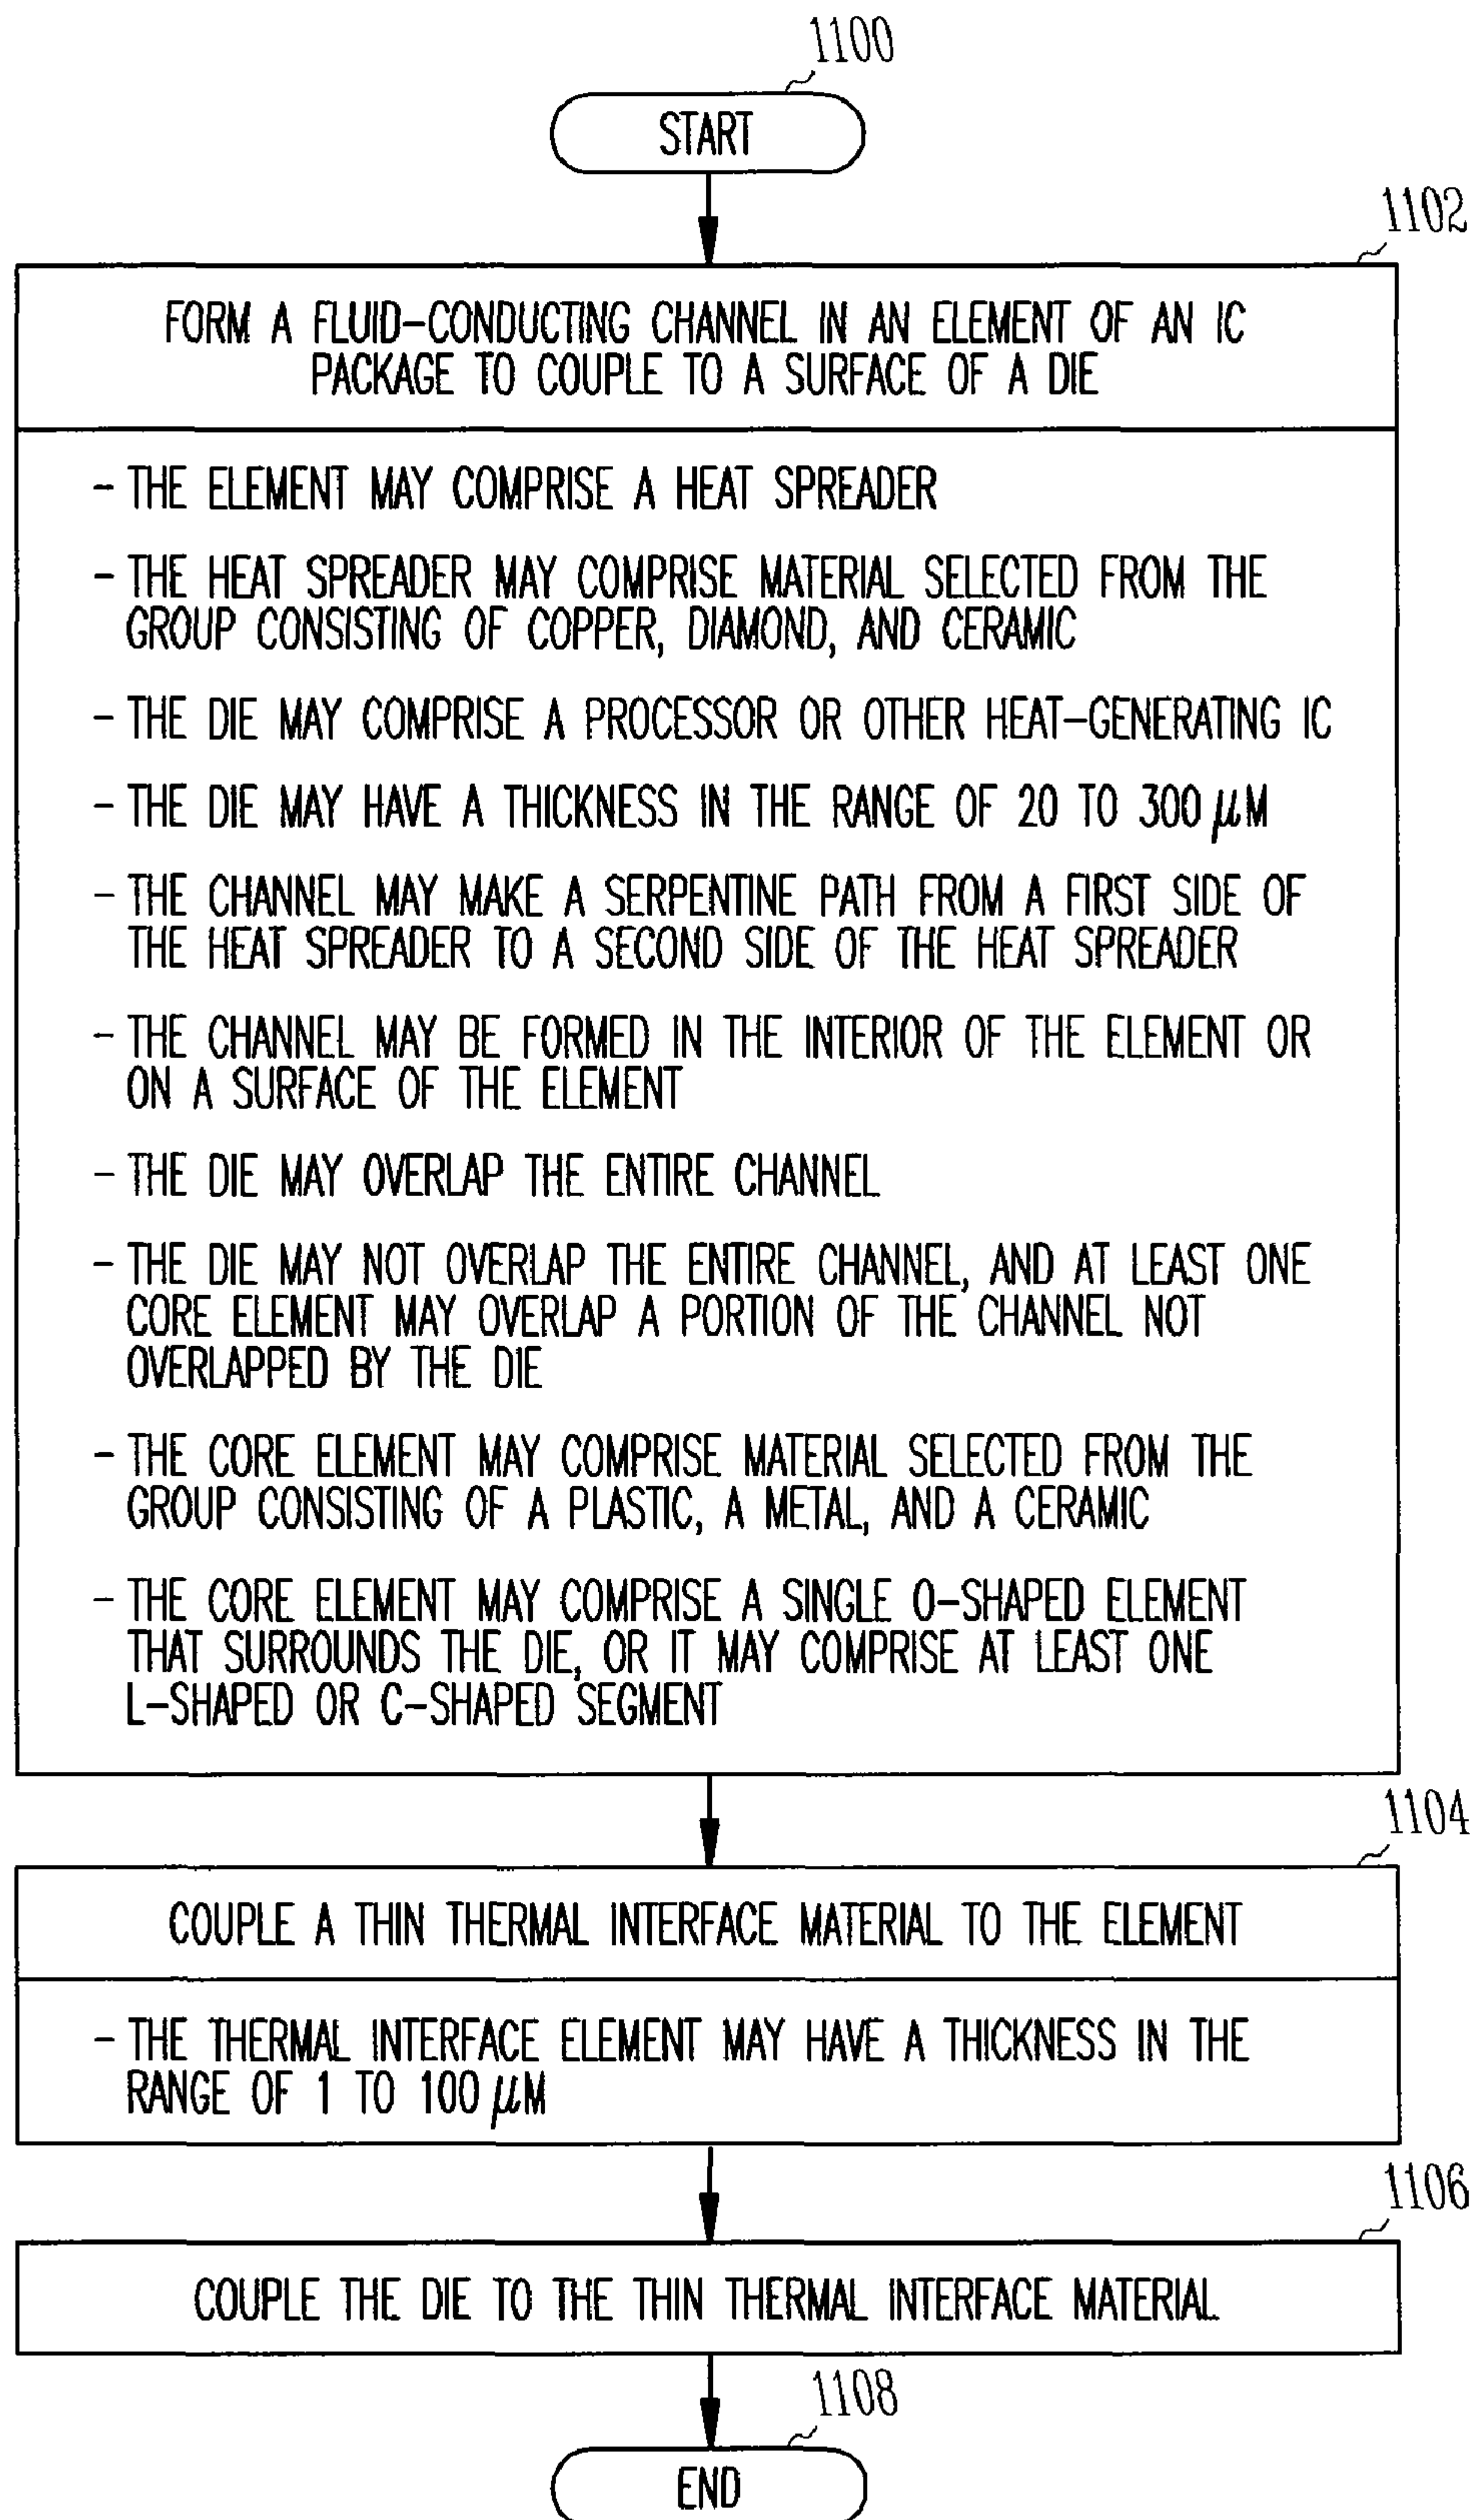 1100
START
1102
FORM A FLUID-CONDUCTING CHANNEL IN AN ELEMENT OF AN IC
PACKAGE TO COUPLE TO A SURFACE OF A DIE
- THE ELEMENT MAY COMPRISE A HEAT SPREADER
- THE HEAT SPREADER MAY COMPRISE MATERIAL SELECTED FROM THE
GROUP CONSISTING OF COPPER, DIAMOND, AND CERAMIC
- THE DIE MAY COMPRISE A PROCESSOR OR OTHER HEAT-GENERATING IC
- THE DIE MAY HAVE A THICKNESS IN THE RANGE OF 20 TO 300 μM
- THE CHANNEL MAY MAKE A SERPENTINE PATH FROM A FIRST SIDE OF
THE HEAT SPREADER TO A SECOND SIDE OF THE HEAT SPREADER
- THE CHANNEL MAY BE FORMED IN THE INTERIOR OF THE ELEMENT OR
ON A SURFACE OF THE ELEMENT
- THE DIE MAY OVERLAP THE ENTIRE CHANNEL
- THE DIE MAY NOT OVERLAP THE ENTIRE CHANNEL, AND AT LEAST ONE
CORE ELEMENT MAY OVERLAP A PORTION OF THE CHANNEL NOT
OVERLAPPED BY THE DIE
- THE CORE ELEMENT MAY COMPRISE MATERIAL SELECTED FROM THE
GROUP CONSISTING OF A PLASTIC, A METAL, AND A CERAMIC
- THE CORE ELEMENT MAY COMPRISE A SINGLE O-SHAPED ELEMENT
THAT SURROUNDS THE DIE, OR IT MAY COMPRISE AT LEAST ONE
L-SHAPED OR C-SHAPED SEGMENT
1104
COUPLE A THIN THERMAL INTERFACE MATERIAL TO THE ELEMENT
- THE THERMAL INTERFACE ELEMENT MAY HAVE A THICKNESS IN THE
RANGE OF 1 TO 100 μM
1106
COUPLE THE DIE TO THE THIN THERMAL INTERFACE MATERIAL
1108
END